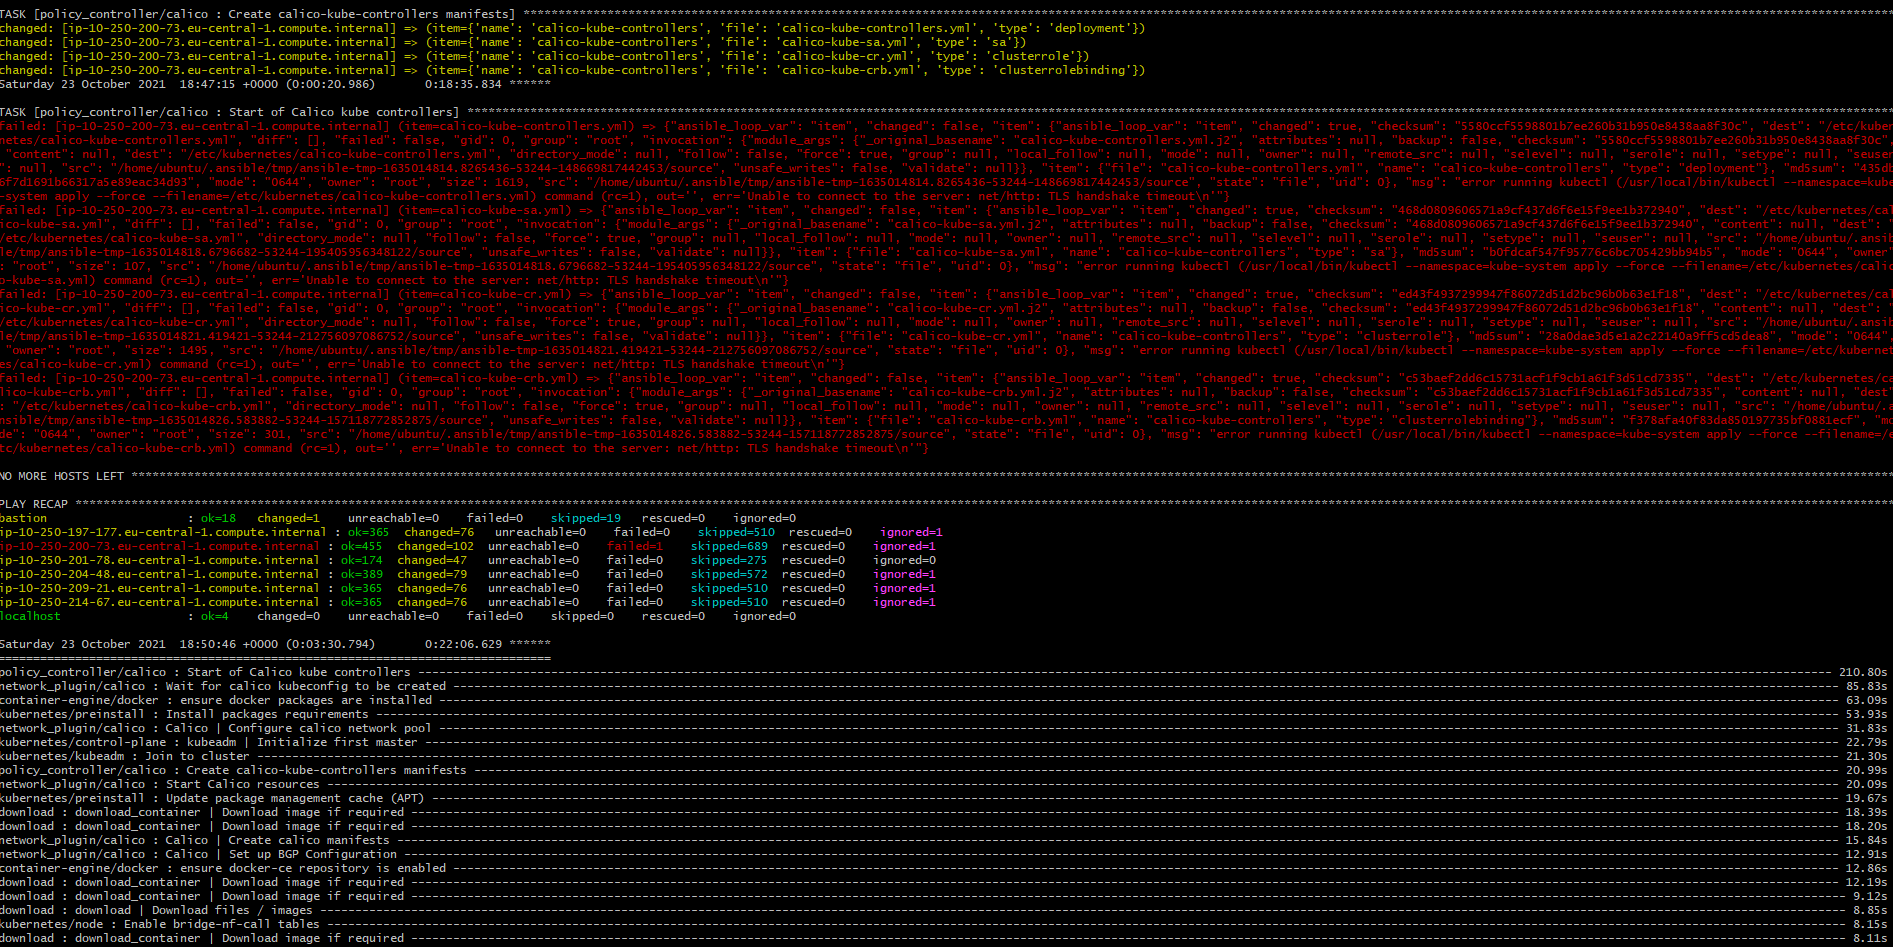 TASK [policy_controller/calico : Create calico-kube-controllers manifests] ***
changed: [ip-10-250-200-73.eu-central-1.compute.internal] => (item={'name': 'calico-kube-controllers', 'file': 'calico-kube-controllers.yml', 'type': 'deployment'})
changed: [ip-10-250-200-73.eu-central-1.compute.internal] => (item={'name': 'calico-kube-controllers', 'file': 'calico-kube-sa.yml', 'type': 'sa'})
changed: [ip-10-250-200-73.eu-central-1.compute.internal] => (item={'name': 'calico-kube-controllers', 'file': 'calico-kube-cr.yml', 'type': 'clusterrole'})
changed: [ip-10-250-200-73.eu-central-1.compute.internal] => (item={'name': 'calico-kube-controllers', 'file': 'calico-kube-crb.yml', 'type': 'clusterrolebinding'})
Saturday 23 October 2021  18:47:15 +0000 (0:00:20.986)       0:18:35.834 ******
TASK [policy_controller/calico : Start of Calico kube controllers] ***
failed: [ip-10-250-200-73.eu-central-1.compute.internal] (item=calico-kube-controllers.yml) => {"ansible_loop_var": "item", "changed": false, "item": {"ansible_loop_var": "item", "changed": true, "checksum": "5580ccf5598801b7ee260b31b950e8438aa8f30c", "dest": "/etc/kuber
netes/calico-kube-controllers.yml", "diff": [], "failed": false, "gid": 0, "group": "root", "invocation": {"module_args": {"_original_basename": "calico-kube-controllers.yml.j2", "attributes": null, "backup": false, "checksum": "5580ccf5598801b7ee260b31b950e8438aa8f30c",
"content": null, "dest": "/etc/kubernetes/calico-kube-controllers.yml", "directory_mode": null, "follow": false, "force": true, "group": null, "local_follow": null, "mode": null, "owner": null, "remote_src": null, "selevel": null, "serole": null, "setype": null, "seuser
": null, "src": "/home/ubuntu/.ansible/tmp/ansible-tmp-1635014814.8265436-53244-148669817442453/source", "unsafe_writes": false, "validate": null}}, "item": {"file": "calico-kube-controllers.yml", "name": "calico-kube-controllers", "type": "deployment"}, "md5sum": "435db
6f7d1691b66317a5e89eac34d93", "mode": "0644", "owner": "root", "size": 1619, "src": "/home/ubuntu/.ansible/tmp/ansible-tmp-1635014814.8265436-53244-148669817442453/source", "state": "file", "uid": 0}, "msg": "error running kubectl (/usr/local/bin/kubectl --namespace=kube
-system apply --force --filename=/etc/kubernetes/calico-kube-controllers.yml) command (rc=1), out='', err='Unable to connect to the server: net/http: TLS handshake timeout\n'"}
failed: [ip-10-250-200-73.eu-central-1.compute.internal] (item=calico-kube-sa.yml) => {"ansible_loop_var": "item", "changed": false, "item": {"ansible_loop_var": "item", "changed": true, "checksum": "468d0809606571a9cf437d6f6e15f9ee1b372940", "dest": "/etc/kubernetes/cal
ico-kube-sa.yml", "diff": [], "failed": false, "gid": 0, "group": "root", "invocation": {"module_args": {"_original_basename": "calico-kube-sa.yml.j2", "attributes": null, "backup": false, "checksum": "468d0809606571a9cf437d6f6e15f9ee1b372940", "content": null, "dest": "
/etc/kubernetes/calico-kube-sa.yml", "directory_mode": null, "follow": false, "force": true, "group": null, "local_follow": null, "mode": null, "owner": null, "remote_src": null, "selevel": null, "serole": null, "setype": null, "seuser": null, "src": "/home/ubuntu/.ansib
le/tmp/ansible-tmp-1635014818.6796682-53244-195405956348122/source", "unsafe_writes": false, "validate": null}}, "item": {"file": "calico-kube-sa.yml", "name": "calico-kube-controllers", "type": "sa"}, "md5sum": "b0fdcaf547f95776c6bc705429bb94b5", "mode": "0644", "owner"
: "root", "size": 107, "src": "/home/ubuntu/.ansible/tmp/ansible-tmp-1635014818.6796682-53244-195405956348122/source", "state": "file", "uid": 0}, "msg": "error running kubectl (/usr/local/bin/kubectl --namespace=kube-system apply --force --filename=/etc/kubernetes/calic
o-kube-sa.yml) command (rc=1), out='', err='Unable to connect to the server: net/http: TLS handshake timeout\n'"}
failed: [ip-10-250-200-73.eu-central-1.compute.internal] (item=calico-kube-cr.yml) => {"ansible_loop_var": "item", "changed": false, "item": {"ansible_loop_var": "item", "changed": true, "checksum": "ed43f4937299947f86072d51d2bc96b0b63e1f18", "dest": "/etc/kubernetes/cal
ico-kube-cr.yml", "diff": [], "failed": false, "gid": 0, "group": "root", "invocation": {"module_args": {"_original_basename": "calico-kube-cr.yml.j2", "attributes": null, "backup": false, "checksum": "ed43f4937299947f86072d51d2bc96b0b63e1f18", "content": null, "dest": "
/etc/kubernetes/calico-kube-cr.yml", "directory_mode": null, "follow": false, "force": true, "group": null, "local_follow": null, "mode": null, "owner": null, "remote_src": null, "selevel": null, "serole": null, "setype": null, "seuser": null, "src": "/home/ubuntu/.ansib
le/tmp/ansible-tmp-1635014821.419421-53244-212756097086752/source", "unsafe_writes": false, "validate": null}}, "item": {"file": "calico-kube-cr.yml", "name": "calico-kube-controllers", "type": "clusterrole"}, "md5sum": "28a0dae3d5e1a2c22140a9ff5cd5dea8", "mode": "0644",
"owner": "root", "size": 1495, "src": "/home/ubuntu/.ansible/tmp/ansible-tmp-1635014821.419421-53244-212756097086752/source", "state": "file", "uid": 0}, "msg": "error running kubectl (/usr/local/bin/kubectl --namespace=kube-system apply --force --filename=/etc/kubernet
es/calico-kube-cr.yml) command (rc=1), out='', err='Unable to connect to the server: net/http: TLS handshake timeout\n'"}
failed: [ip-10-250-200-73.eu-central-1.compute.internal] (item=calico-kube-crb.yml) => {"ansible_loop_var": "item", "changed": false, "item": {"ansible_loop_var": "item", "changed": true, "checksum": "c53baef2dd6c15731acf1f9cb1a61f3d51cd7335", "dest": "/etc/kubernetes/ca
lico-kube-crb.yml", "diff": [], "failed": false, "gid": 0, "group": "root", "invocation": {"module_args": {"_original_basename": "calico-kube-crb.yml.j2", "attributes": null, "backup": false, "checksum": "c53baef2dd6c15731acf1f9cb1a61f3d51cd7335", "content": null, "dest"
: "/etc/kubernetes/calico-kube-crb.yml", "directory_mode": null, "follow": false, "force": true, "group": null, "local_follow": null, "mode": null, "owner": null, "remote_src": null, "selevel": null, "serole": null, "setype": null, "seuser": null, "src": "/home/ubuntu/.a
nsible/tmp/ansible-tmp-1635014826.583882-53244-157118772852875/source", "unsafe_writes": false, "validate": null}}, "item": {"file": "calico-kube-crb.yml", "name": "calico-kube-controllers", "type": "clusterrolebinding"}, "md5sum": "f378afa40f83da850197735bf0881ecf", "mo
de": "0644", "owner": "root", "size": 301, "src": "/home/ubuntu/.ansible/tmp/ansible-tmp-1635014826.583882-53244-157118772852875/source", "state": "file", "uid": 0}, "msg": "error running kubectl (/usr/local/bin/kubectl --namespace=kube-system apply --force --filename=/e
tc/kubernetes/calico-kube-crb.yml) command (rc=1), out='', err='Unable to connect to the server: net/http: TLS handshake timeout\n'"}
NO MORE HOSTS LEFT ***
PLAY RECAP ***
bastion : ok=18 changed=1 unreachable=0 failed=0 skipped=19 rescued=0 ignored=0
ip-10-250-197-177.eu-central-1.compute.internal : ok=365 changed=76 unreachable=0 failed=0 skipped=510 rescued=0 ignored=1
ip-10-250-200-73.eu-central-1.compute.internal : ok=455 changed=102 unreachable=0 failed=1 skipped=689 rescued=0 ignored=1
ip-10-250-201-78.eu-central-1.compute.internal : ok=174 changed=47 unreachable=0 failed=0 skipped=275 rescued=0 ignored=0
ip-10-250-204-48.eu-central-1.compute.internal : ok=389 changed=79 unreachable=0 failed=0 skipped=572 rescued=0 ignored=1
ip-10-250-209-21.eu-central-1.compute.internal : ok=365 changed=76 unreachable=0 failed=0 skipped=510 rescued=0 ignored=1
ip-10-250-214-67.eu-central-1.compute.internal : ok=365 changed=76 unreachable=0 failed=0 skipped=510 rescued=0 ignored=1
localhost : ok=4 changed=0 unreachable=0 failed=0 skipped=0 rescued=0 ignored=0
Saturday 23 October 2021  18:50:46 +0000 (0:03:30.794)       0:22:06.629 ******
===============================================================================
policy_controller/calico : Start of Calico kube controllers --- 210.80s
network_plugin/calico : Wait for calico kubeconfig to be created --- 85.83s
container-engine/docker : ensure docker packages are installed --- 63.09s
kubernetes/preinstall : Install packages requirements --- 53.93s
network_plugin/calico : Calico | Configure calico network pool --- 31.83s
kubernetes/control-plane : kubeadm | Initialize first master --- 22.79s
kubernetes/kubeadm : Join to cluster --- 21.30s
policy_controller/calico : Create calico-kube-controllers manifests --- 20.99s
network_plugin/calico : Start Calico resources --- 20.09s
kubernetes/preinstall : Update package management cache (APT) --- 19.67s
download : download_container | Download image if required --- 18.39s
download : download_container | Download image if required --- 18.20s
network_plugin/calico : Calico | Create calico manifests --- 15.84s
network_plugin/calico : Calico | Set up BGP Configuration --- 12.91s
container-engine/docker : ensure docker-ce repository is enabled --- 12.86s
download : download_container | Download image if required --- 12.19s
download : download_container | Download image if required --- 9.12s
download : download | Download files / images --- 8.85s
kubernetes/node : Enable bridge-nf-call tables --- 8.15s
download : download_container | Download image if required --- 8.11s